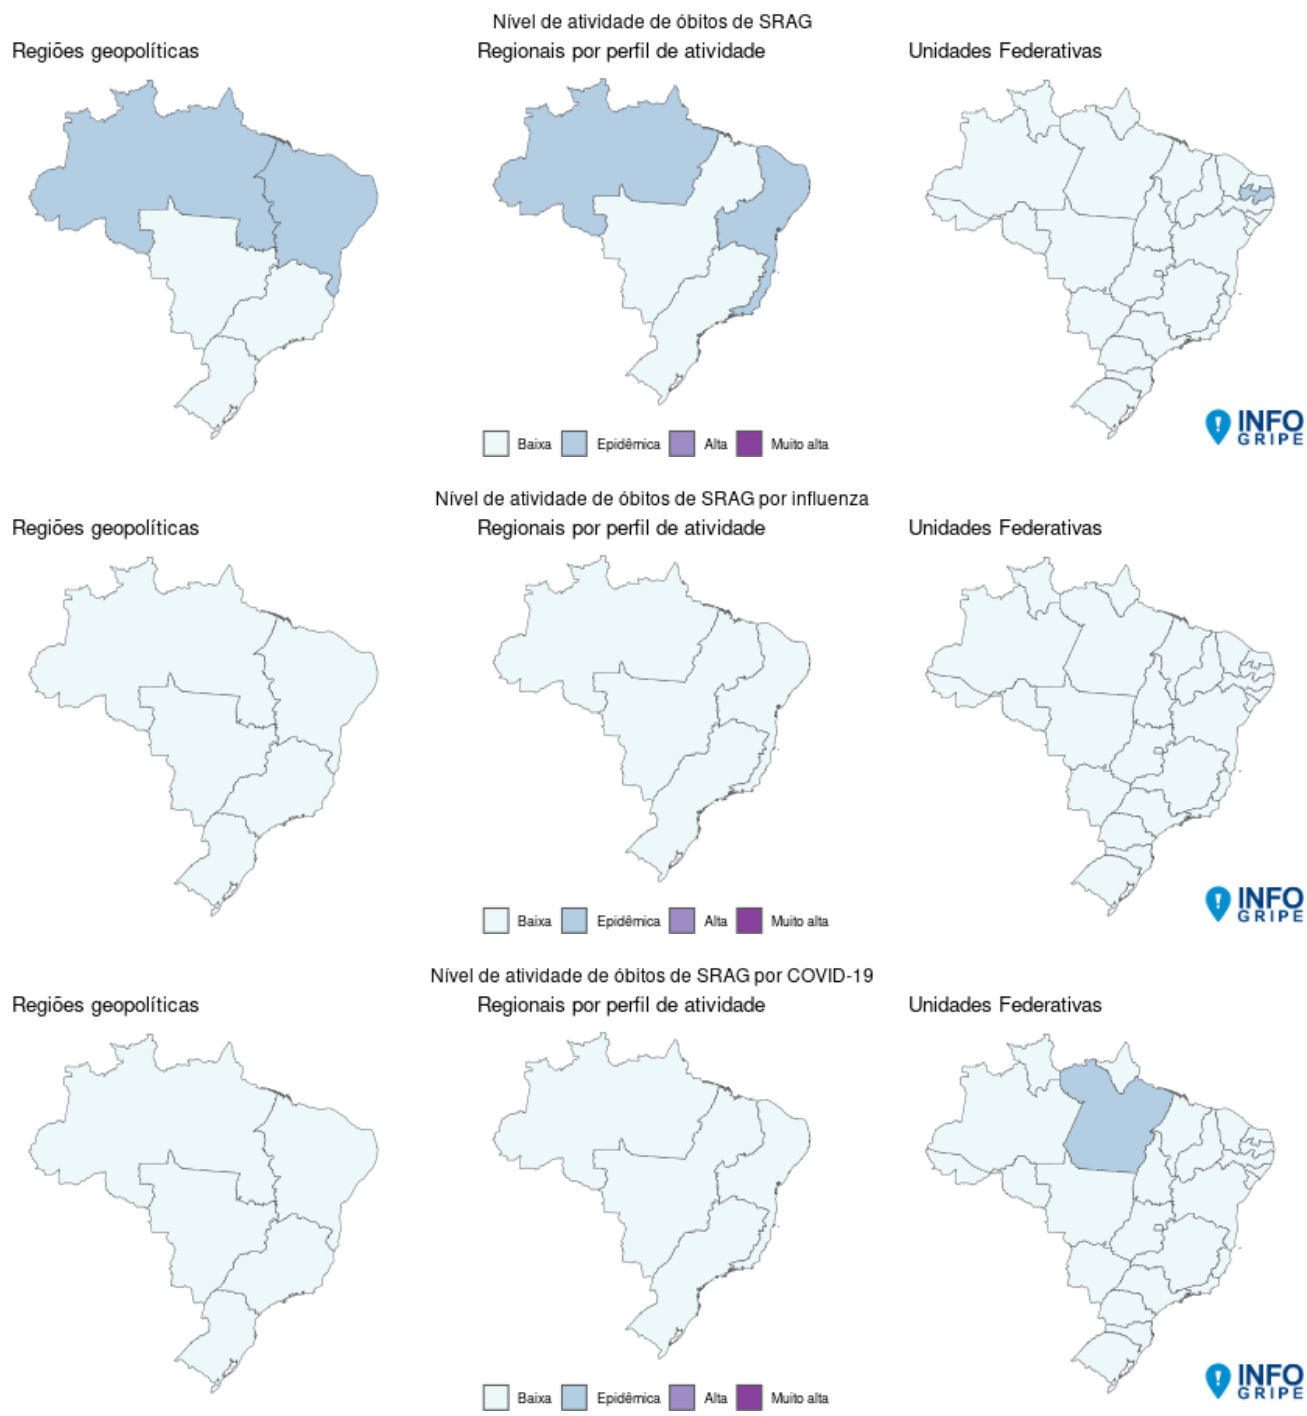 Nível de atividade de óbitos de SRAG
Regiões geopolíticas
Regionais por perfil de atividade
Unidades Federativas
Baixa
Epidêmica
Alta
Muito alta
INFO
GRIPE
Nível de atividade de óbitos de SRAG por influenza
Regiões geopolíticas
Regionais por perfil de atividade
Unidades Federativas
Baixa
Epidêmica
Alta
Muito alta
INFO
GRIPE
Nível de atividade de óbitos de SRAG por COVID-19
Regiões geopolíticas
Regionais por perfil de atividade
Unidades Federativas
Baixa
Epidêmica
Alta
Muito alta
INFO
GRIPE